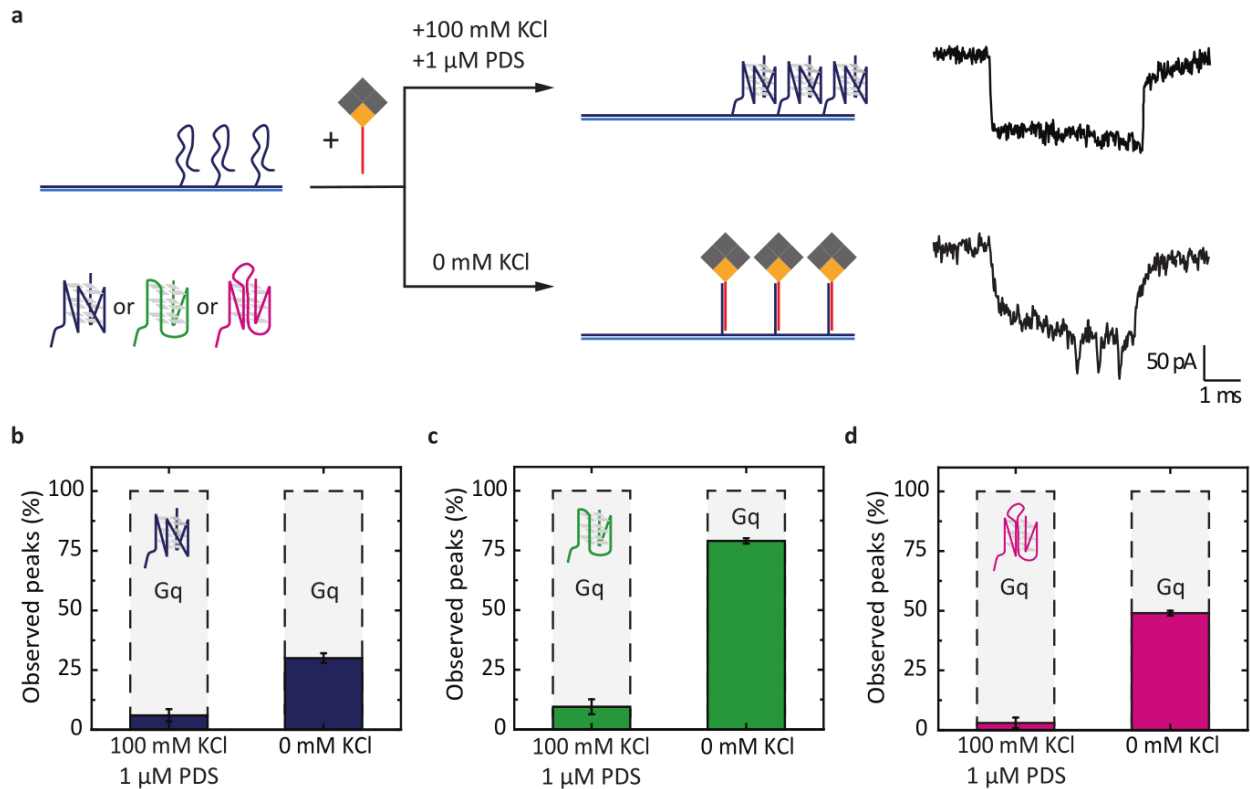 a
+100 mM KCl
+1 µM PDS
+
0 mM KCl
or
or
50 pA
1 ms
b
c
d
Observed peaks (%)
100
75
50
25
0
Gq
Gq
100 mM KCl
1 µM PDS
0 mM KCl
Observed peaks (%)
100
75
50
25
0
Gq
Gq
100 mM KCl
1 µM PDS
0 mM KCl
Observed peaks (%)
100
75
50
25
0
Gq
Gq
100 mM KCl
1 µM PDS
0 mM KCl